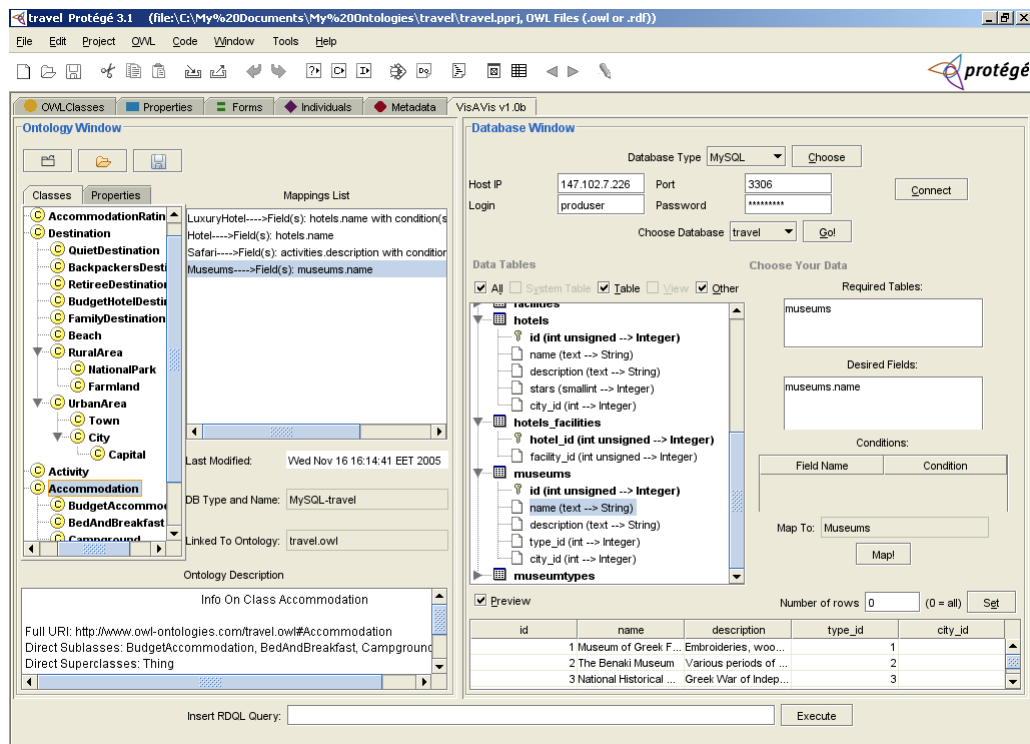 travel Protégé 3.1 (file:\C:\My%20Documents\My%20Ontologies\travel\travel.pprj, OWL Files (.owl or .rdf))
File Edit Project OWL Code Window Tools Help
protégé
OWLClasses Properties Forms Individuals Metadata VisAVis v1.0b
Ontology Window
Classes Properties
AccommodationRatin
Destination
QuietDestination
BackpackersDesti
RetireeDestination
BudgetHotelDestin
FamilyDestination
Beach
RuralArea
NationalPark
Farmland
UrbanArea
Town
City
Capital
Activity
Accommodation
BudgetAccommod
BedAndBreakfast
Campground
Mappings List
LuxuryHotel---->Field(s): hotels.name with condition(s
Hotel---->Field(s): hotels.name
Safari---->Field(s): activities.description with condition
Museums---->Field(s): museums.name
Last Modified: Wed Nov 16 16:14:41 EET 2005
DB Type and Name: MySQL-travel
Linked To Ontology: travel.owl
Ontology Description
Info On Class Accommodation
Full URI: http://www.owl-ontologies.com/travel.owl#Accommodation
Direct Sublasses: BudgetAccommodation, BedAndBreakfast, Campground
Direct Superclasses: Thing
Database Window
Database Type MySQL Choose
Host IP 147.102.7.226 Port 3306 Connect
Login produser Password *********
Choose Database travel Go!
Data Tables
All System Table Table View Other
facilities
hotels
id (int unsigned --> Integer)
name (text --> String)
description (text --> String)
stars (smallint --> Integer)
city_id (int --> Integer)
hotels_facilities
hotel_id (int unsigned --> Integer)
facility_id (int unsigned --> Integer)
museums
id (int unsigned --> Integer)
name (text --> String)
description (text --> String)
type_id (int --> Integer)
city_id (int --> Integer)
museumtypes
Choose Your Data
Required Tables:
museums
Desired Fields:
museums.name
Conditions:
Field Name Condition
Map To: Museums
Map!
Preview Number of rows 0 (0 = all) Set
id name description type_id city_id
1 Museum of Greek F... Embroideries, woo... 1
2 The Benaki Museum Various periods of ... 2
3 National Historical ... Greek War of Indep... 3
Insert RDQL Query: Execute